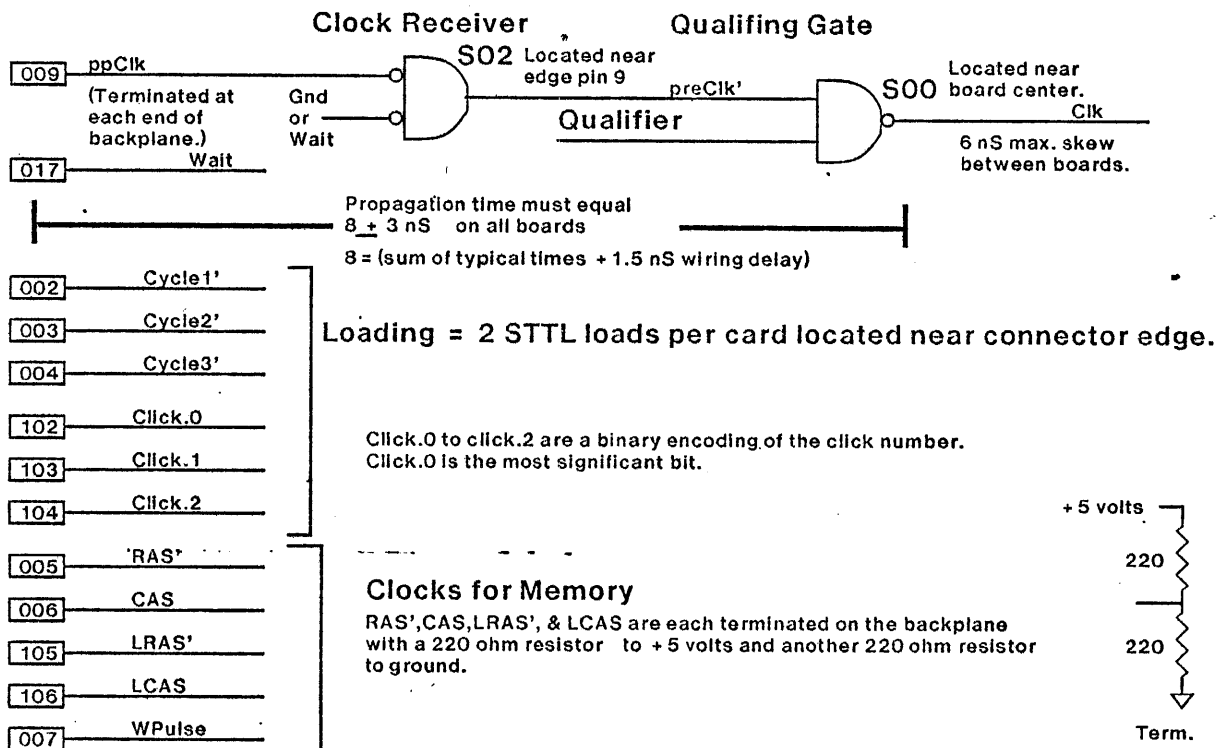 Clock Receiver
Qualifing Gate
009
ppClk
(Terminated at
each end of
backplane.)
Gnd
or
Wait
S02
Located near
edge pin 9
preClk'
Qualifier
S00
Located near
board center.
Clk
6 nS max. skew
between boards.
017
Wait
Propagation time must equal
8 ± 3 nS on all boards
8 = (sum of typical times + 1.5 nS wiring delay)
002
Cycle1'
003
Cycle2'
004
Cycle3'
Loading = 2 STTL loads per card located near connector edge.
102
Click.0
103
Click.1
104
Click.2
Click.0 to click.2 are a binary encoding of the click number.
Click.0 is the most significant bit.
005
RAS'
006
CAS
105
LRAS'
106
LCAS
007
WPulse
Clocks for Memory
RAS',CAS,LRAS', & LCAS are each terminated on the backplane
with a 220 ohm resistor to +5 volts and another 220 ohm resistor
to ground.
+5 volts
220
220
Term.